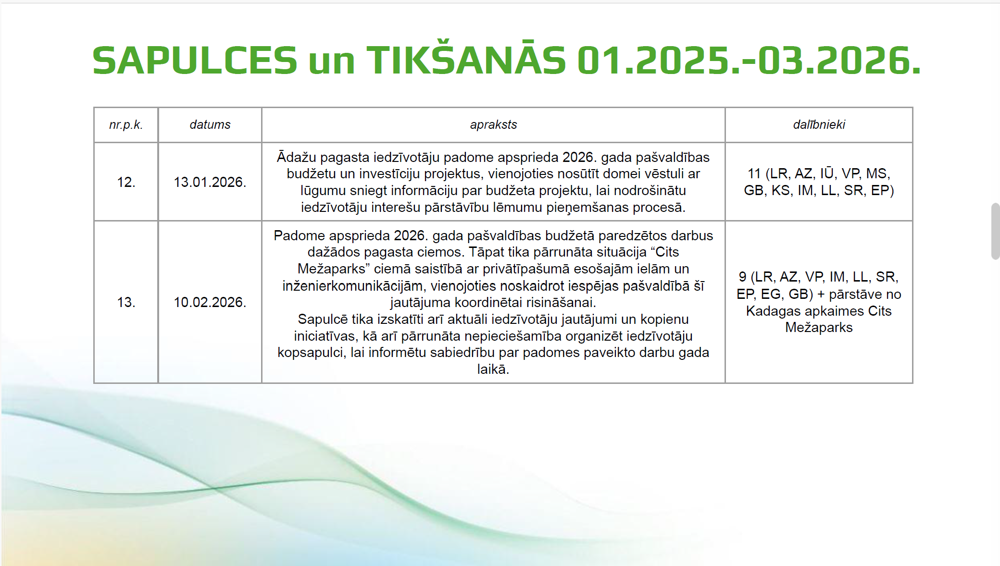 SAPULCES un TIKŠANĀS 01.2025.-03.2026.
nr.p.k.
datums
apraksts
dalībnieki
12.
13.01.2026.
Ādažu pagasta iedzīvotāju padome apsprieda 2026. gada pašvaldības
budžetu un investīciju projektus, vienojoties nosūtīt domei vēstuli ar
lūgumu sniegt informāciju par budžeta projektu, lai nodrošinātu
iedzīvotāju interešu pārstāvību lēmumu pieņemšanas procesā.
11 (LR, AZ, IŪ, VP, MS,
GB, KS, IM, LL, SR, EP)
13.
10.02.2026.
Padome apsprieda 2026. gada pašvaldības budžetā paredzētos darbus
dažādos pagasta ciemos. Tāpat tika pārrunāta situācija “Cits
Mežaparks” ciemā saistībā ar privātīpašumā esošajām ielām un
inženierkomunikācijām, vienojoties noskaidrot iespējas pašvaldībā šī
jautājuma koordinētai risināšanai.
Sapulcē tika izskatīti arī aktuāli iedzīvotāju jautājumi un kopienu
iniciatīvas, kā arī pārrunāta nepieciešamība organizēt iedzīvotāju
kopsapulci, lai informētu sabiedrību par padomes paveikto darbu gada
laikā.
9 (LR, AZ, VP, IM, LL, SR,
EP, EG, GB) + pārstāve no
Kadagas apkaimes Cits
Mežaparks